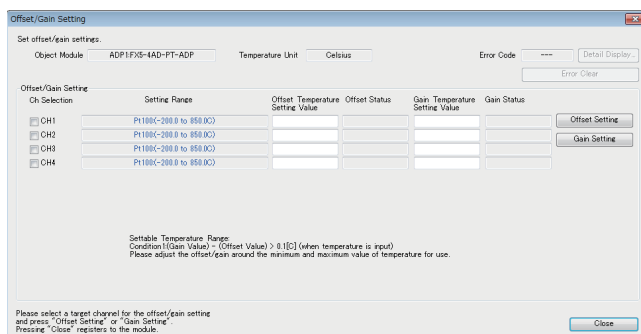 Offset/Gain Setting
Set offset/gain settings.
Object Module ADP1:FX5-4AD-PT-ADP Temperature Unit Celsius Error Code --- Detail Display..
Error Clear
Offset/Gain Setting
Ch Selection Setting Range Offset Temperature Setting Value Offset Status Gain Temperature Setting Value Gain Status
CH1 Pt100(-200.0 to 850.0C) Offset Setting
CH2 Pt100(-200.0 to 850.0C) Gain Setting
CH3 Pt100(-200.0 to 850.0C)
CH4 Pt100(-200.0 to 850.0C)
Settable Temperature Range:
Condition1:(Gain Value) - (Offset Value) > 0.1[C] (when temperature is input)
Please adjust the offset/gain around the minimum and maximum value of temperature for use.
Please select a target channel for the offset/gain setting
and press "Offset Setting" or "Gain Setting".
Pressing "Close" registers to the module.
Close